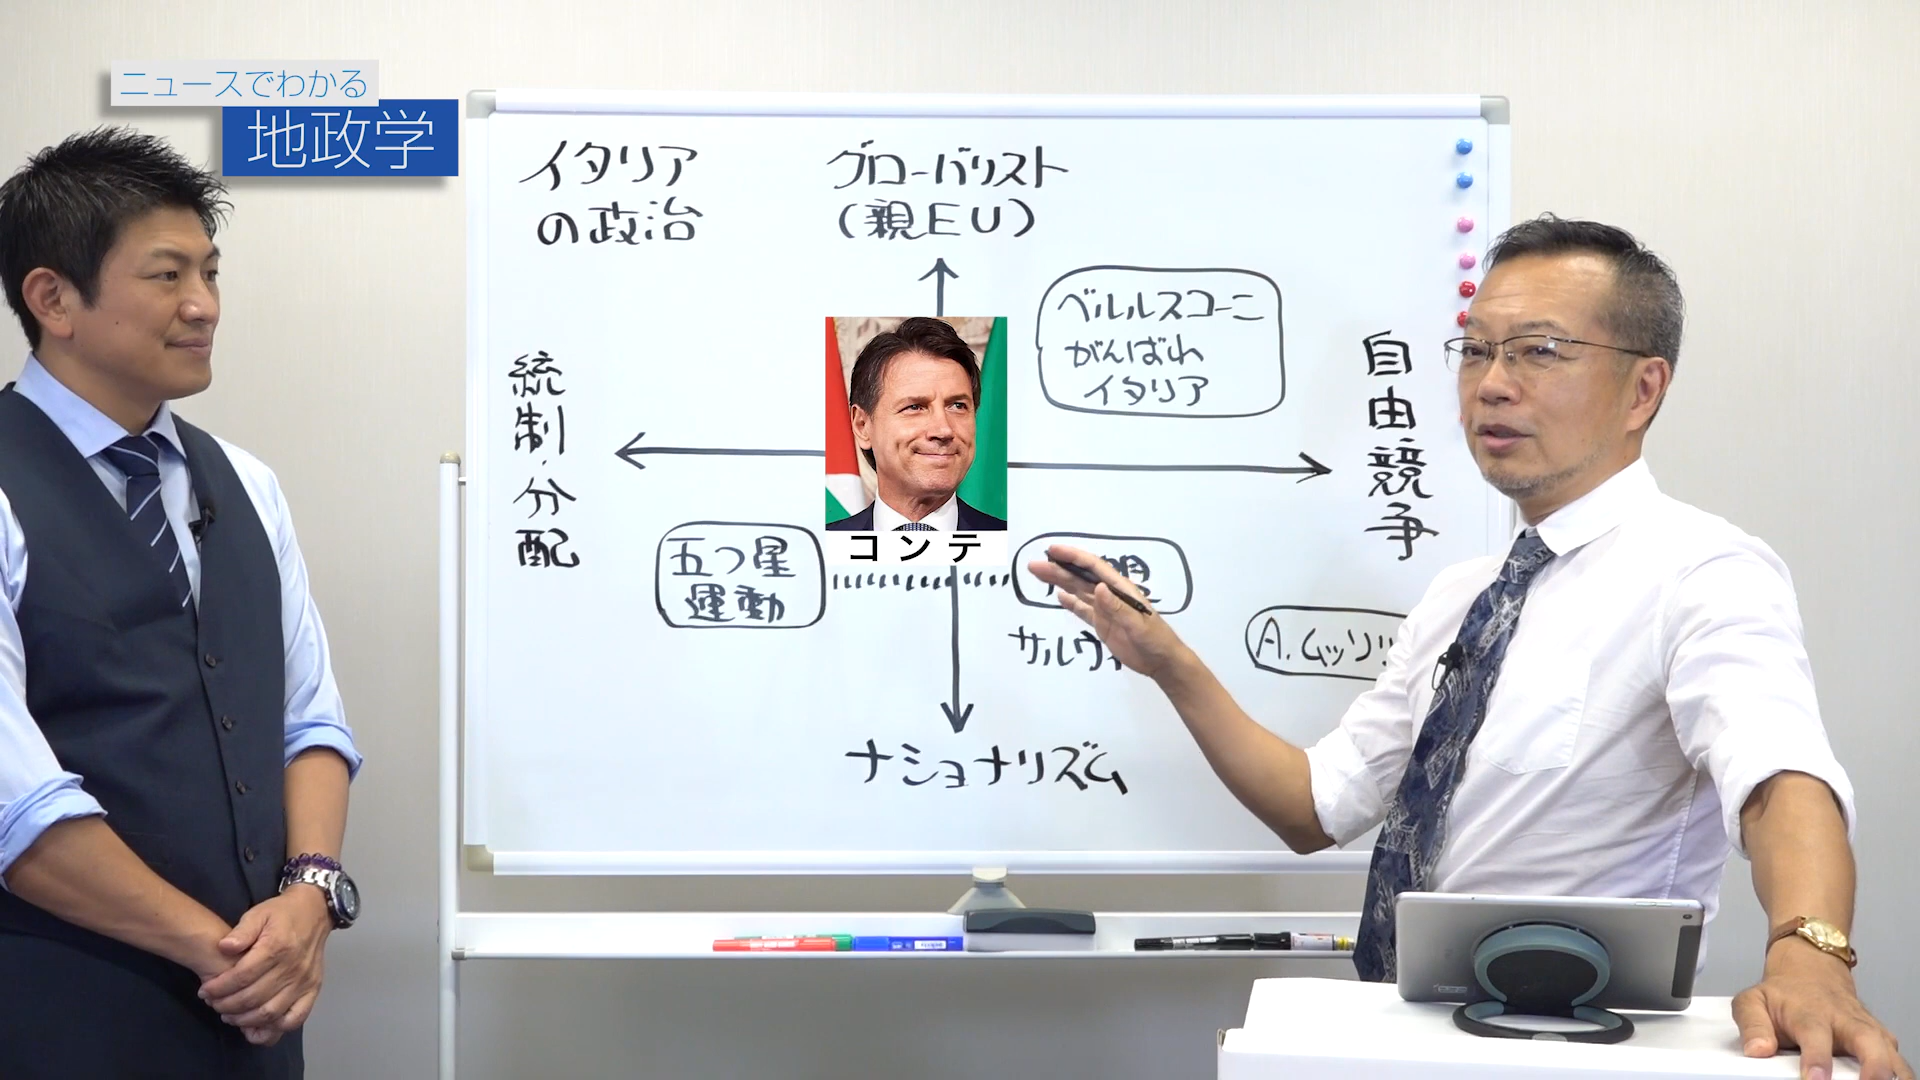 ニュースでわかる
地政学
イタリア
の政治
グローバリスト
(親EU)
ベルルスコーニ
がんばれ
イタリア
統制・分配
自由競争
コンテ
五つ星
運動
盟
サルヴィ
A.ムッソリ
ナショナリズム